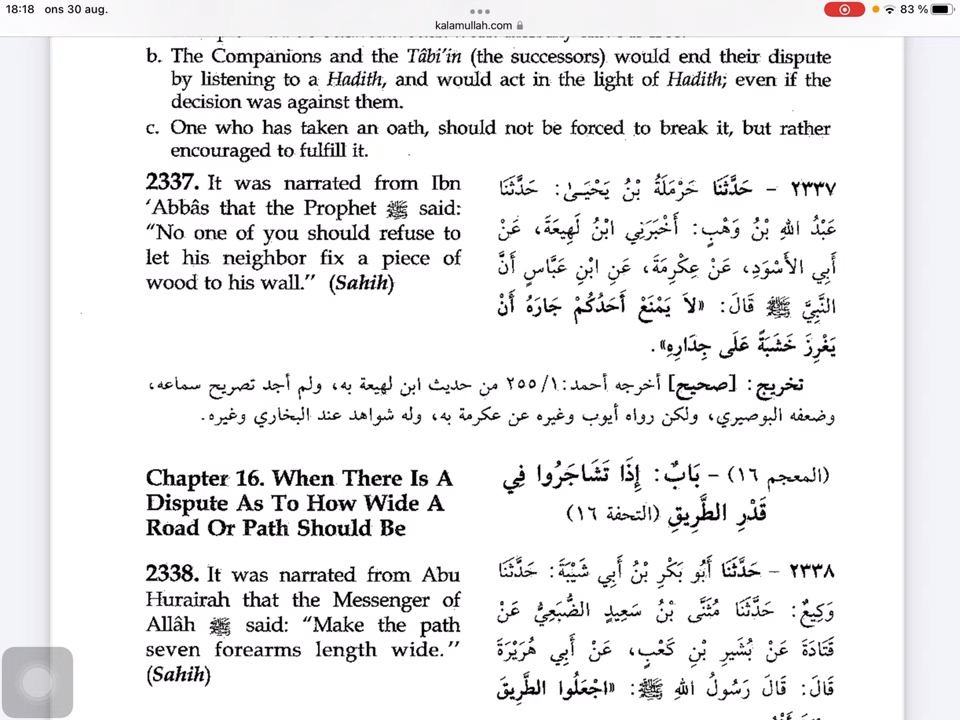 18:18 ons 30 aug.
83 %
kalamullah.com
b. The Companions and the Tâbi'in (the successors) would end their dispute
by listening to a Hadith, and would act in the light of Hadith; even if the
decision was against them.
c. One who has taken an oath, should not be forced to break it, but rather
encouraged to fulfill it.
2337. It was narrated from Ibn
'Abbâs that the Prophet ﷺ said:
"No one of you should refuse to
let his neighbor fix a piece of
wood to his wall." (Sahih)
٢٣٣٧ - حَدَّثَنَا حَرْمَلَةُ بْنُ يَحْيَىٰ: حَدَّثَنَا
عَبْدُ اللهِ بْنُ وَهْبٍ: أَخْبَرَنِي ابْنُ لَهِيعَةَ، عَنْ
أَبِي الأَسْوَدِ، عَنْ عِكْرِمَةَ، عَنِ ابْنِ عَبَّاسٍ أَنَّ
النَّبِيَّ ﷺ قَالَ: «لاَ يَمْنَعْ أَحَدُكُمْ جَارَهُ أَنْ
يَغْرِزَ خَشَبَةً عَلَى جِدَارِهِ».
تخريج: [صحيح] أخرجه أحمد: ١/ ٢٥٥ من حديث ابن لهيعة به، ولم أجد تصريح سماعه،
وضعفه البوصيري، ولكن رواه أيوب وغيره عن عكرمة به، وله شواهد عند البخاري وغيره.
Chapter 16. When There Is A
Dispute As To How Wide A
Road Or Path Should Be
(المعجم ١٦) - بَابٌ: إِذَا تَشَاجَرُوا فِي
قَدْرِ الطَّرِيقِ (التحفة ١٦)
2338. It was narrated from Abu
Hurairah that the Messenger of
Allâh ﷺ said: "Make the path
seven forearms length wide."
(Sahih)
٢٣٣٨ - حَدَّثَنَا أَبُو بَكْرِ بْنُ أَبِي شَيْبَةَ: حَدَّثَنَا
وَكِيعٌ: حَدَّثَنَا مُثَنَّى بْنُ سَعِيدٍ الضُّبَعِيُّ عَنْ
قَتَادَةَ عَنْ بُشَيْرِ بْنِ كَعْبٍ، عَنْ أَبِي هُرَيْرَةَ
قَالَ: قَالَ رَسُولُ اللهِ ﷺ: «اجْعَلُوا الطَّرِيقَ